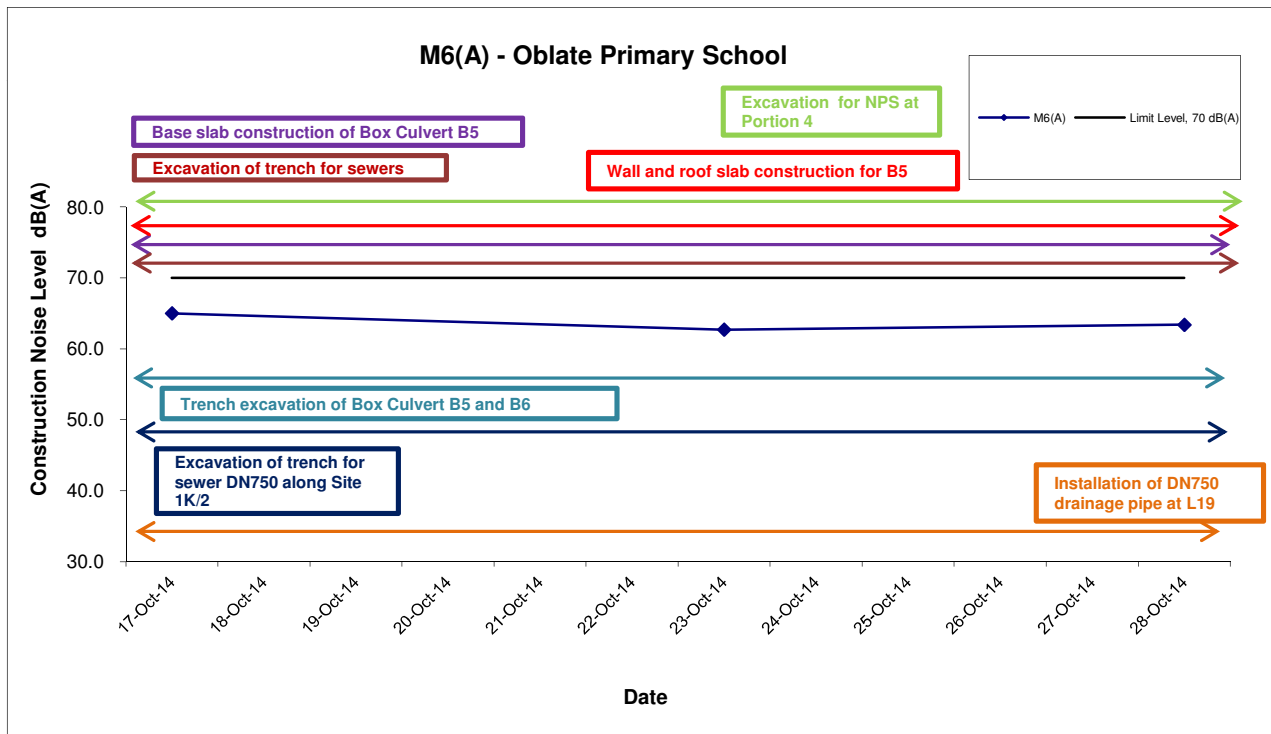 M6(A) - Oblate Primary School
M6(A)
Limit Level, 70 dB(A)
Excavation for NPS at
Portion 4
Base slab construction of Box Culvert B5
Excavation of trench for sewers
Wall and roof slab construction for B5
Construction Noise Level dB(A)
80.0
70.0
60.0
50.0
40.0
30.0
Trench excavation of Box Culvert B5 and B6
Excavation of trench for
sewer DN750 along Site
1K/2
Installation of DN750
drainage pipe at L19
17-Oct-14
18-Oct-14
19-Oct-14
20-Oct-14
21-Oct-14
22-Oct-14
23-Oct-14
24-Oct-14
25-Oct-14
26-Oct-14
27-Oct-14
28-Oct-14
Date